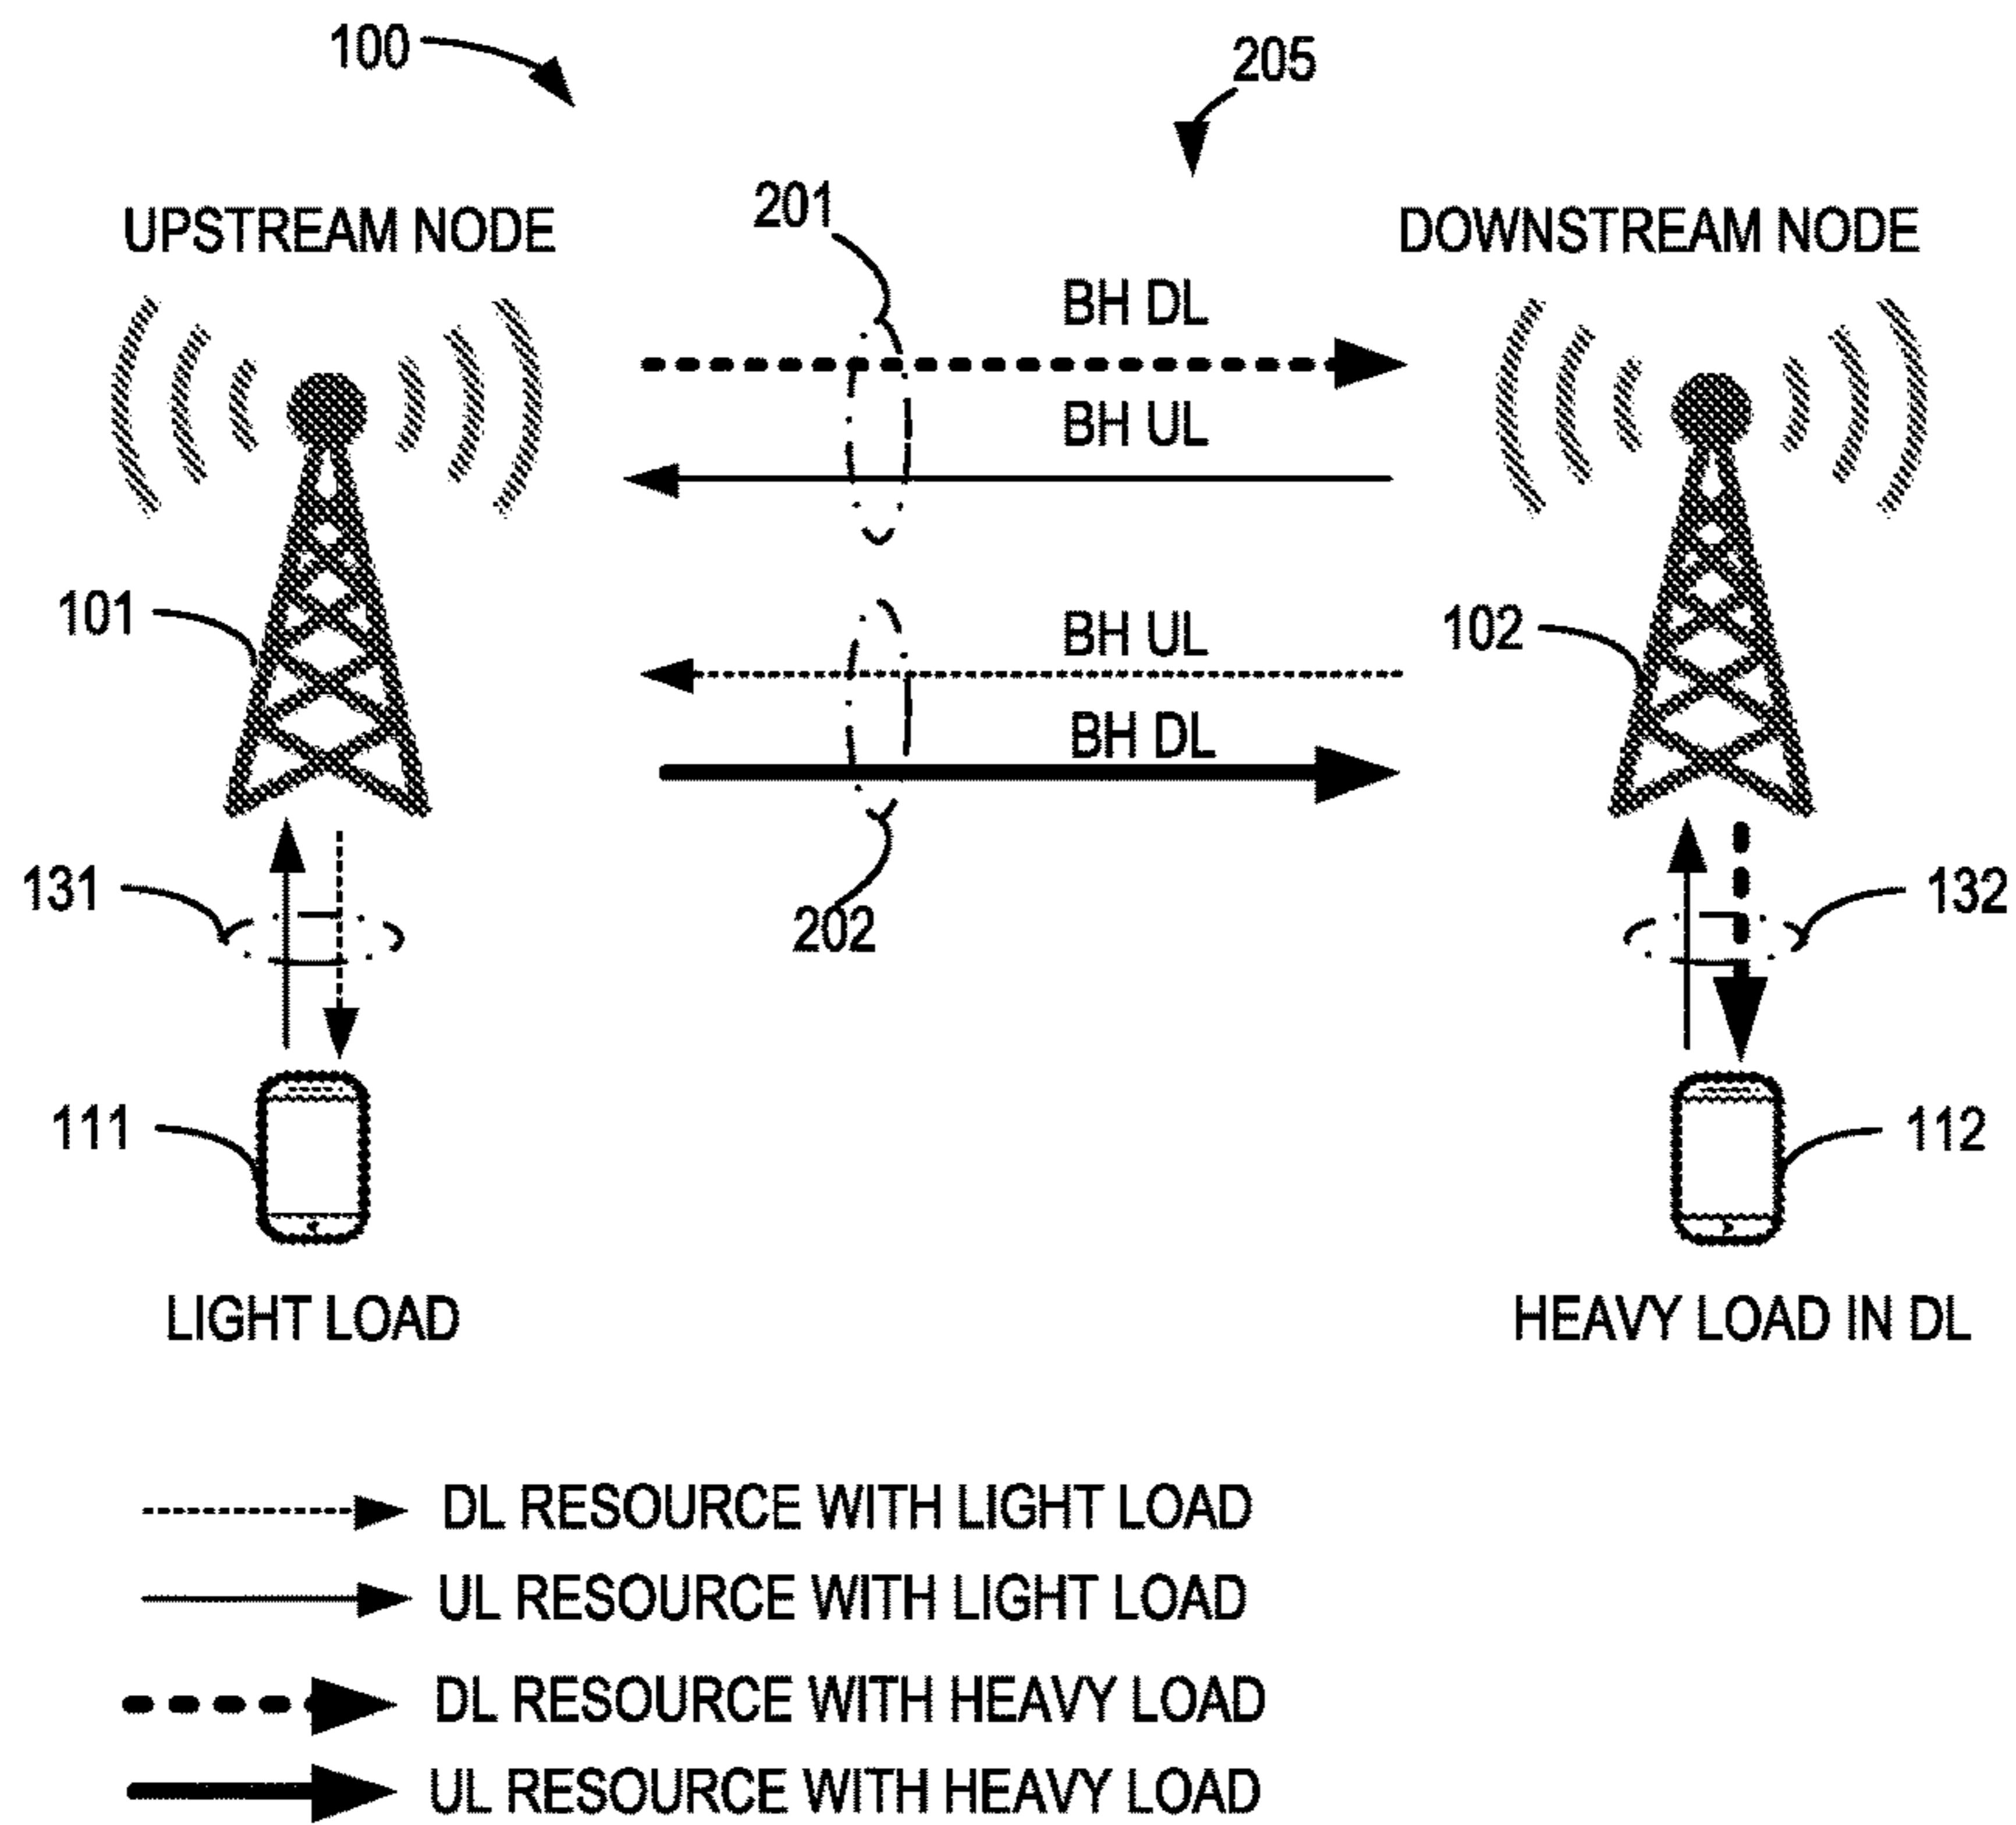 100
205
201
UPSTREAM NODE
DOWNSTREAM NODE
BH DL
BH UL
101
BH UL
102
BH DL
131
202
132
111
112
LIGHT LOAD
HEAVY LOAD IN DL
DL RESOURCE WITH LIGHT LOAD
UL RESOURCE WITH LIGHT LOAD
DL RESOURCE WITH HEAVY LOAD
UL RESOURCE WITH HEAVY LOAD